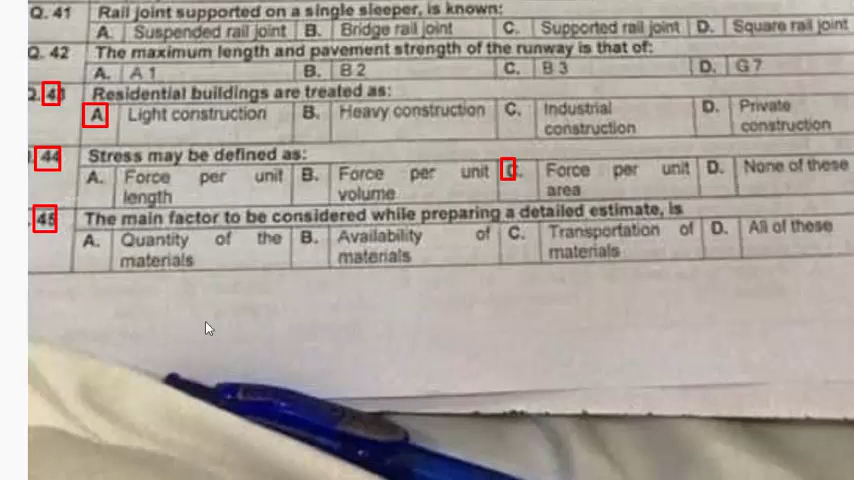 Q. 41 Rail joint supported on a single sleeper, is known:
A. Suspended rail joint B. Bridge rail joint C. Supported rail joint D. Square rail joint
Q. 42 The maximum length and pavement strength of the runway is that of:
A. A 1 B. B 2 C. B 3 D. G 7
Q. 43 Residential buildings are treated as:
A Light construction B. Heavy construction C. Industrial construction D. Private construction
44 Stress may be defined as:
A. Force per unit length B. Force per unit volume C. Force per unit area D. None of these
45 The main factor to be considered while preparing a detailed estimate, is
A. Quantity of the materials B. Availability of materials C. Transportation of materials D. All of these